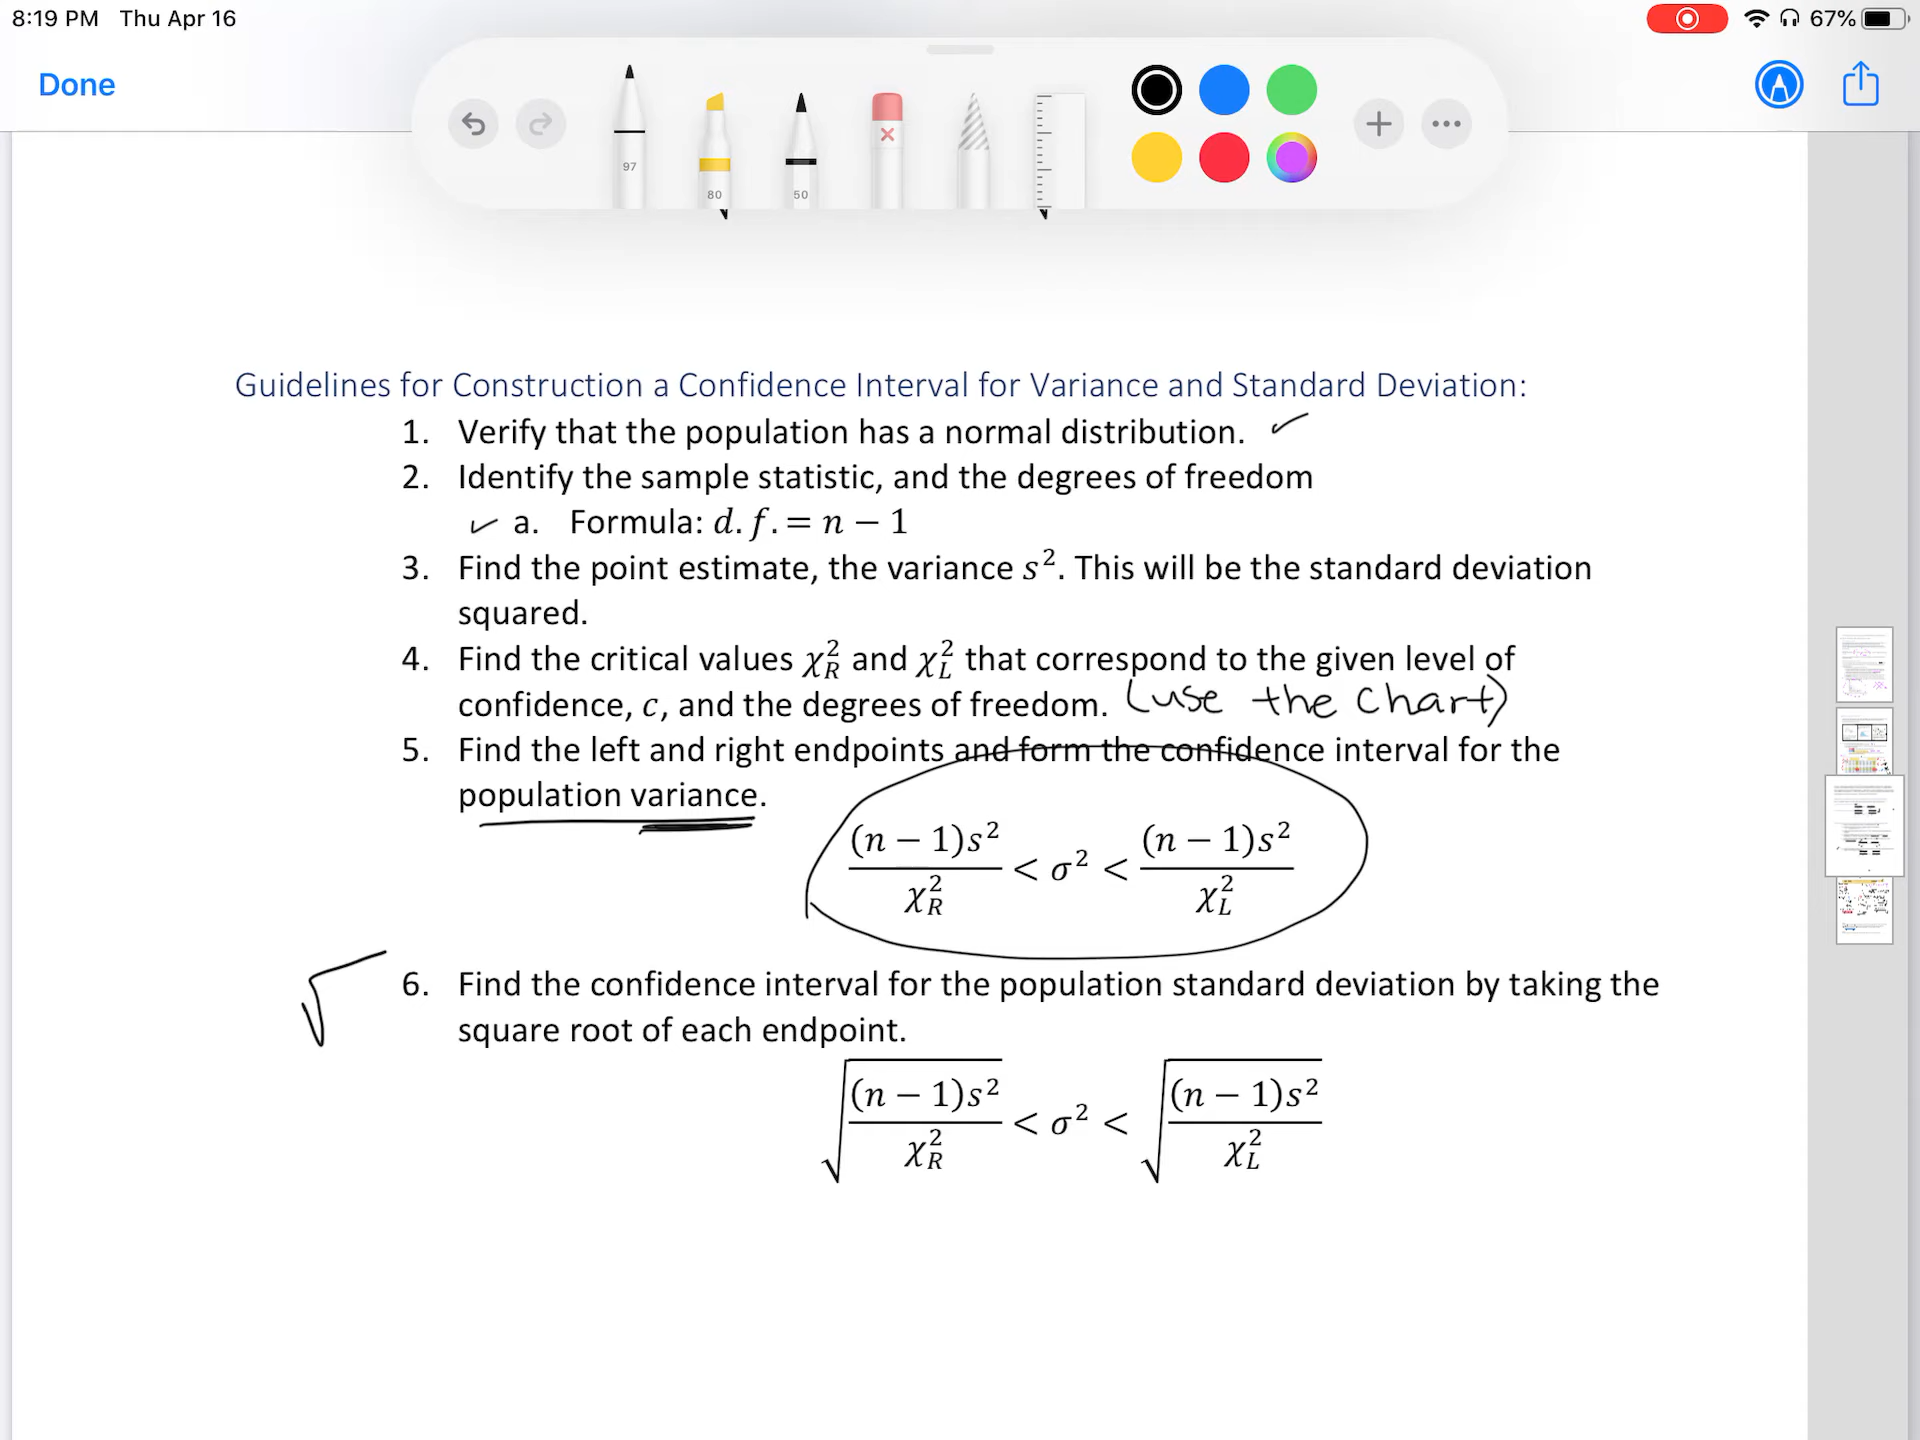 8:19 PM Thu Apr 16
67%
Done
97
80
50
Guidelines for Construction a Confidence Interval for Variance and Standard Deviation:
1. Verify that the population has a normal distribution. ✓
2. Identify the sample statistic, and the degrees of freedom
✓ a. Formula: d.f. = n − 1
3. Find the point estimate, the variance s². This will be the standard deviation
squared.
4. Find the critical values χ²_R and χ²_L that correspond to the given level of
confidence, c, and the degrees of freedom. (use the chart)
5. Find the left and right endpoints and form the confidence interval for the
population variance.
(n − 1)s²/χ²_R < σ² < (n − 1)s²/χ²_L
√ 6. Find the confidence interval for the population standard deviation by taking the
square root of each endpoint.
√((n − 1)s²/χ²_R) < σ² < √((n − 1)s²/χ²_L)